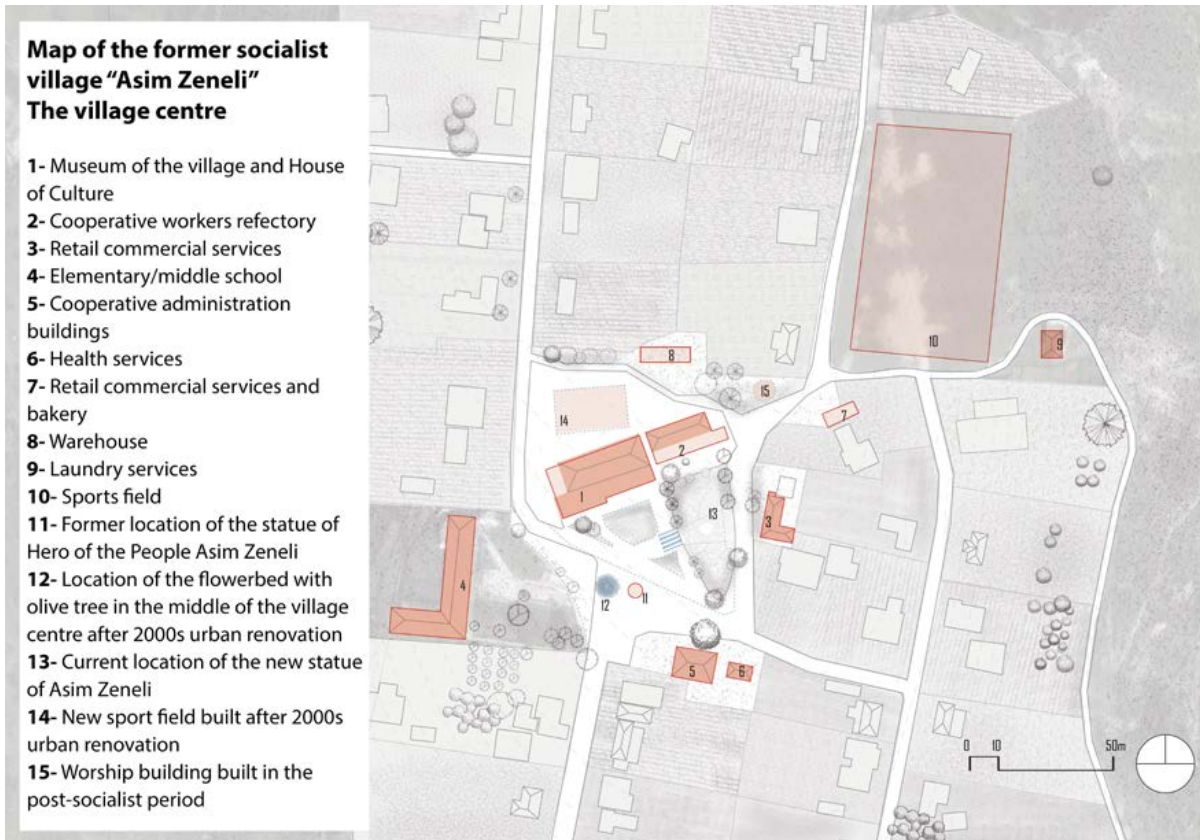 Map of the former socialist
village “Asim Zeneli”
The village centre
1- Museum of the village and House
of Culture
2- Cooperative workers refectory
3- Retail commercial services
4- Elementary/middle school
5- Cooperative administration
buildings
6- Health services
7- Retail commercial services and
bakery
8- Warehouse
9- Laundry services
10- Sports field
11- Former location of the statue of
Hero of the People Asim Zeneli
12- Location of the flowerbed with
olive tree in the middle of the village
centre after 2000s urban renovation
13- Current location of the new statue
of Asim Zeneli
14- New sport field built after 2000s
urban renovation
15- Worship building built in the
post-socialist period
10
9
8
15
7
14
2
1
13
3
4
12
11
5
6
0 10 50m